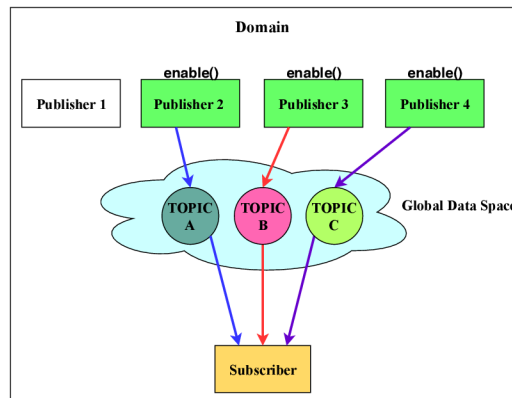 Domain
enable() enable() enable()
Publisher 1 Publisher 2 Publisher 3 Publisher 4
TOPIC TOPIC TOPIC
A B C
Global Data Space
Subscriber